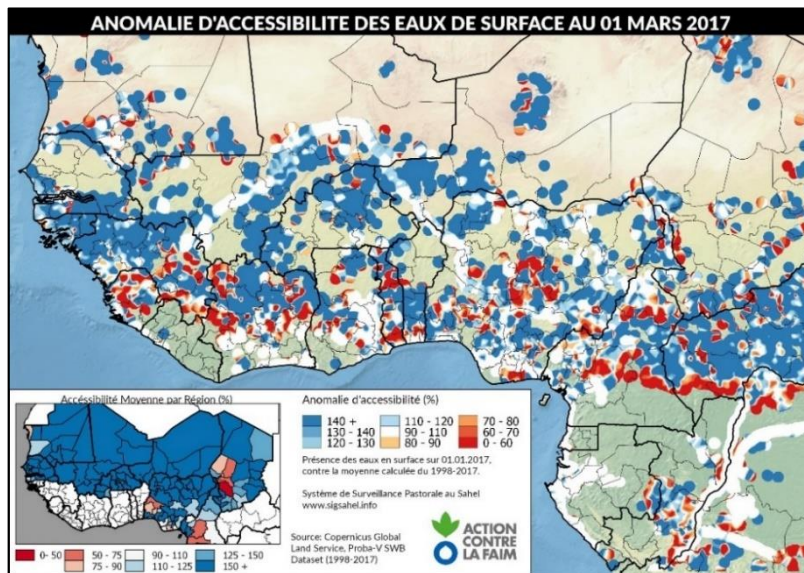 ANOMALIE D'ACCESSIBILITE DES EAUX DE SURFACE AU 01 MARS 2017
Accéssibilité Moyenne par Région (%)
0- 50
50 - 75
75 - 90
90 - 110
110 - 125
125 - 150
150 +
Anomalie d'accessibilité (%)
140 +
130 - 140
120 - 130
110 - 120
90 - 110
80 - 90
70 - 80
60 - 70
0 - 60
Présence des eaux en surface sur 01.01.2017,
contre la moyenne calculée du 1998-2017.
Système de Surveillance Pastorale au Sahel
www.sigsahel.info
Source: Copernicus Global
Land Service, Proba-V SWB
Dataset (1998-2017)
ACTION
CONTRE
LA FAIM